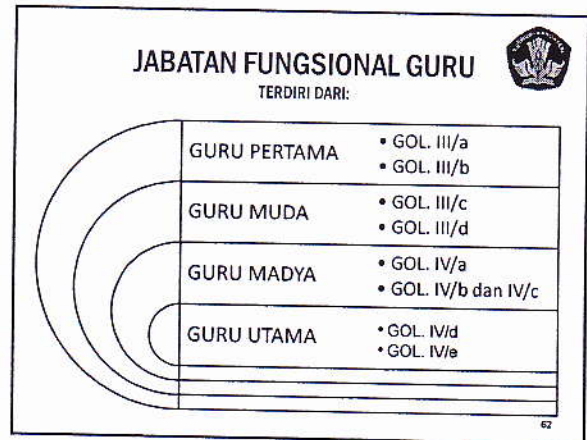 JABATAN FUNGSIONAL GURU
TERDIRI DARI:
GURU PERTAMA
• GOL. III/a
• GOL. III/b
GURU MUDA
• GOL. III/c
• GOL. III/d
GURU MADYA
• GOL. IV/a
• GOL. IV/b dan IV/c
GURU UTAMA
• GOL. IV/d
• GOL. IV/e
62